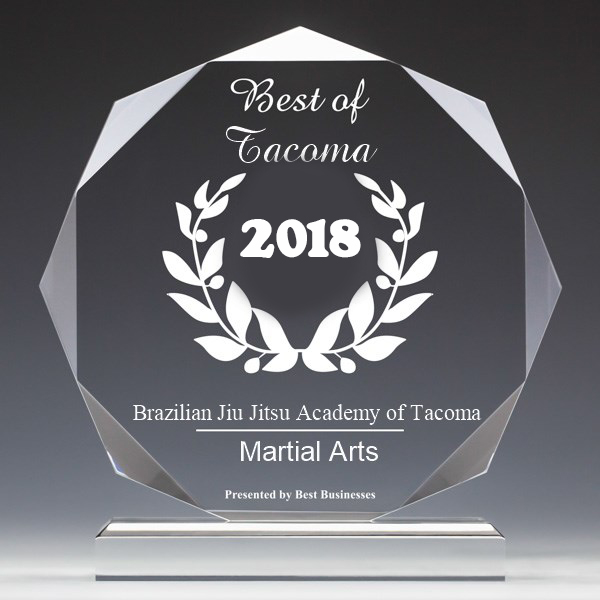 Best of
Tacoma
2018
Brazilian Jiu Jitsu Academy of Tacoma
Martial Arts
Presented by Best Businesses